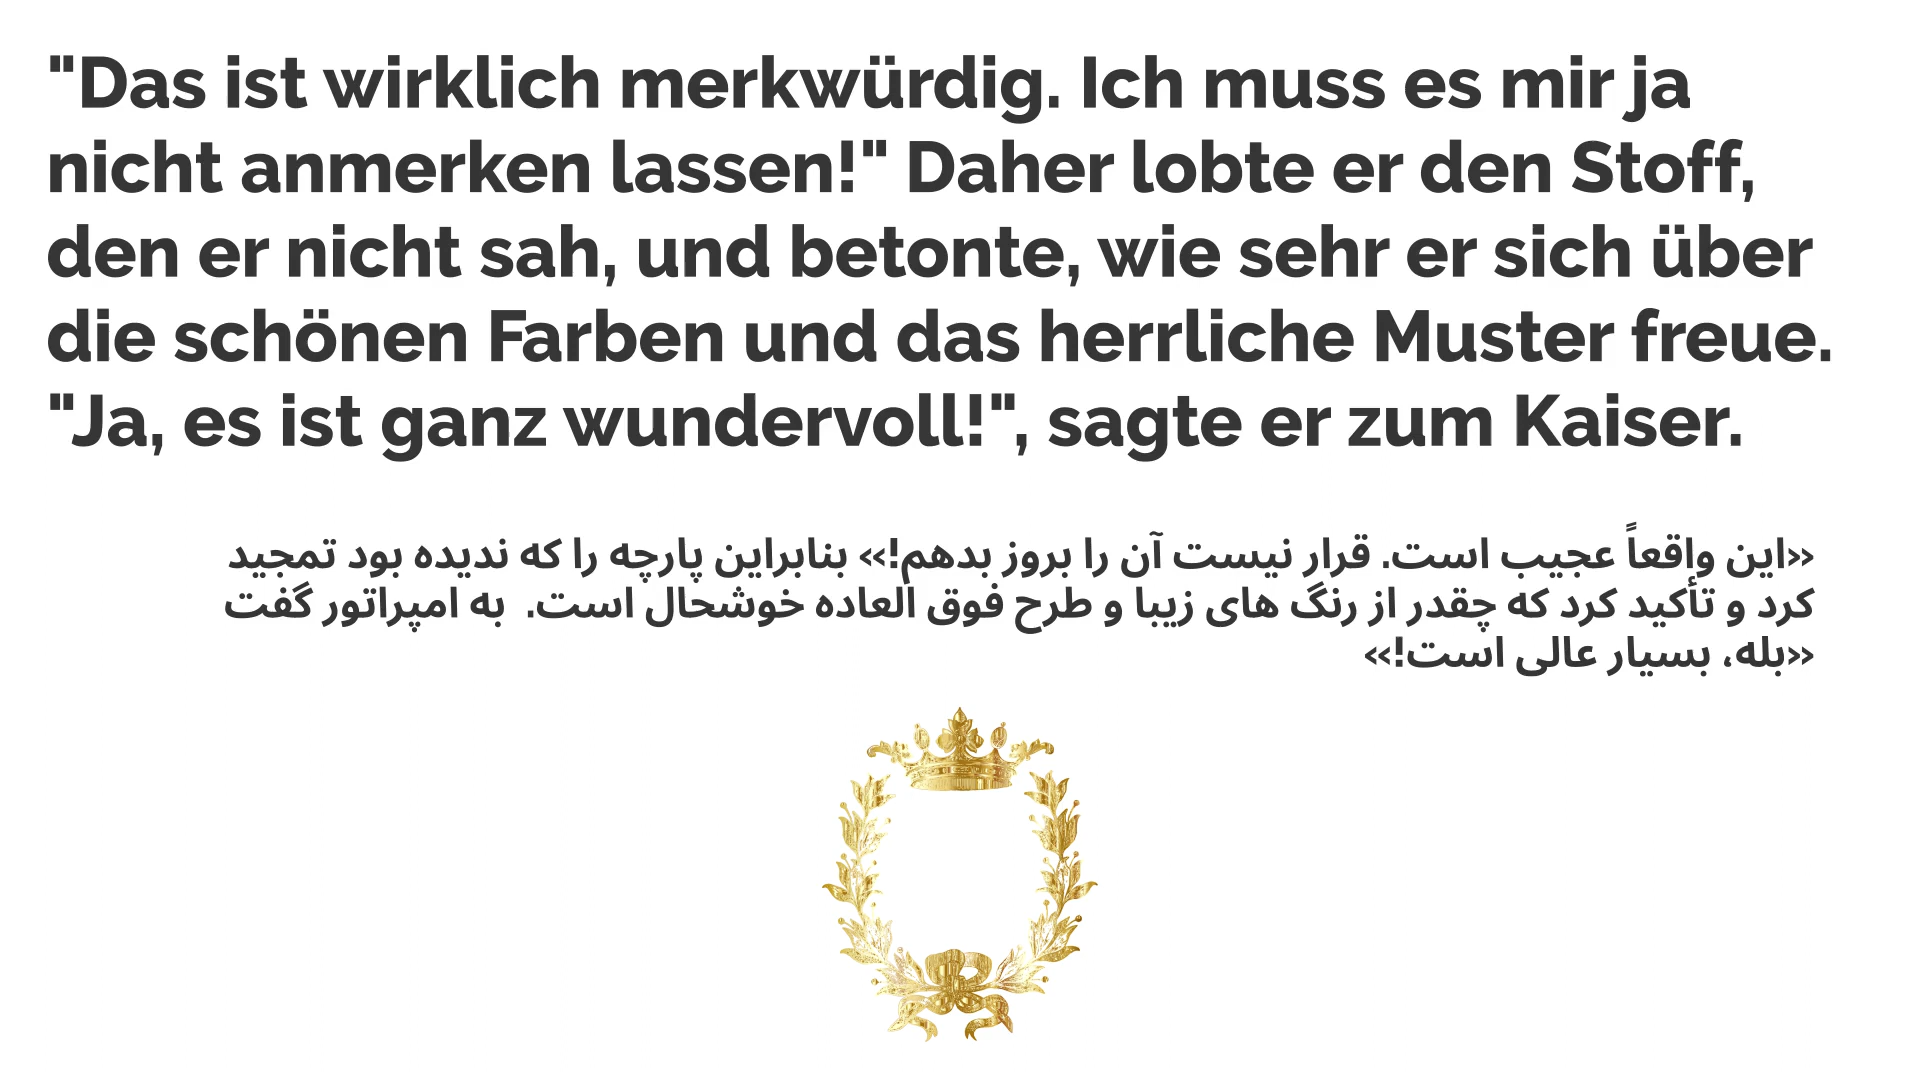 "Das ist wirklich merkwürdig. Ich muss es mir ja
nicht anmerken lassen!" Daher lobte er den Stoff,
den er nicht sah, und betonte, wie sehr er sich über
die schönen Farben und das herrliche Muster freue.
"Ja, es ist ganz wundervoll!", sagte er zum Kaiser.
«این واقعاً عجیب است. قرار نیست آن را بروز بدهم!» بنابراین پارچه را که ندیده بود تمجید
کرد و تأکید کرد که چقدر از رنگ های زیبا و طرح فوق العاده خوشحال است.  به امپراتور گفت
«بله، بسیار عالی است!»